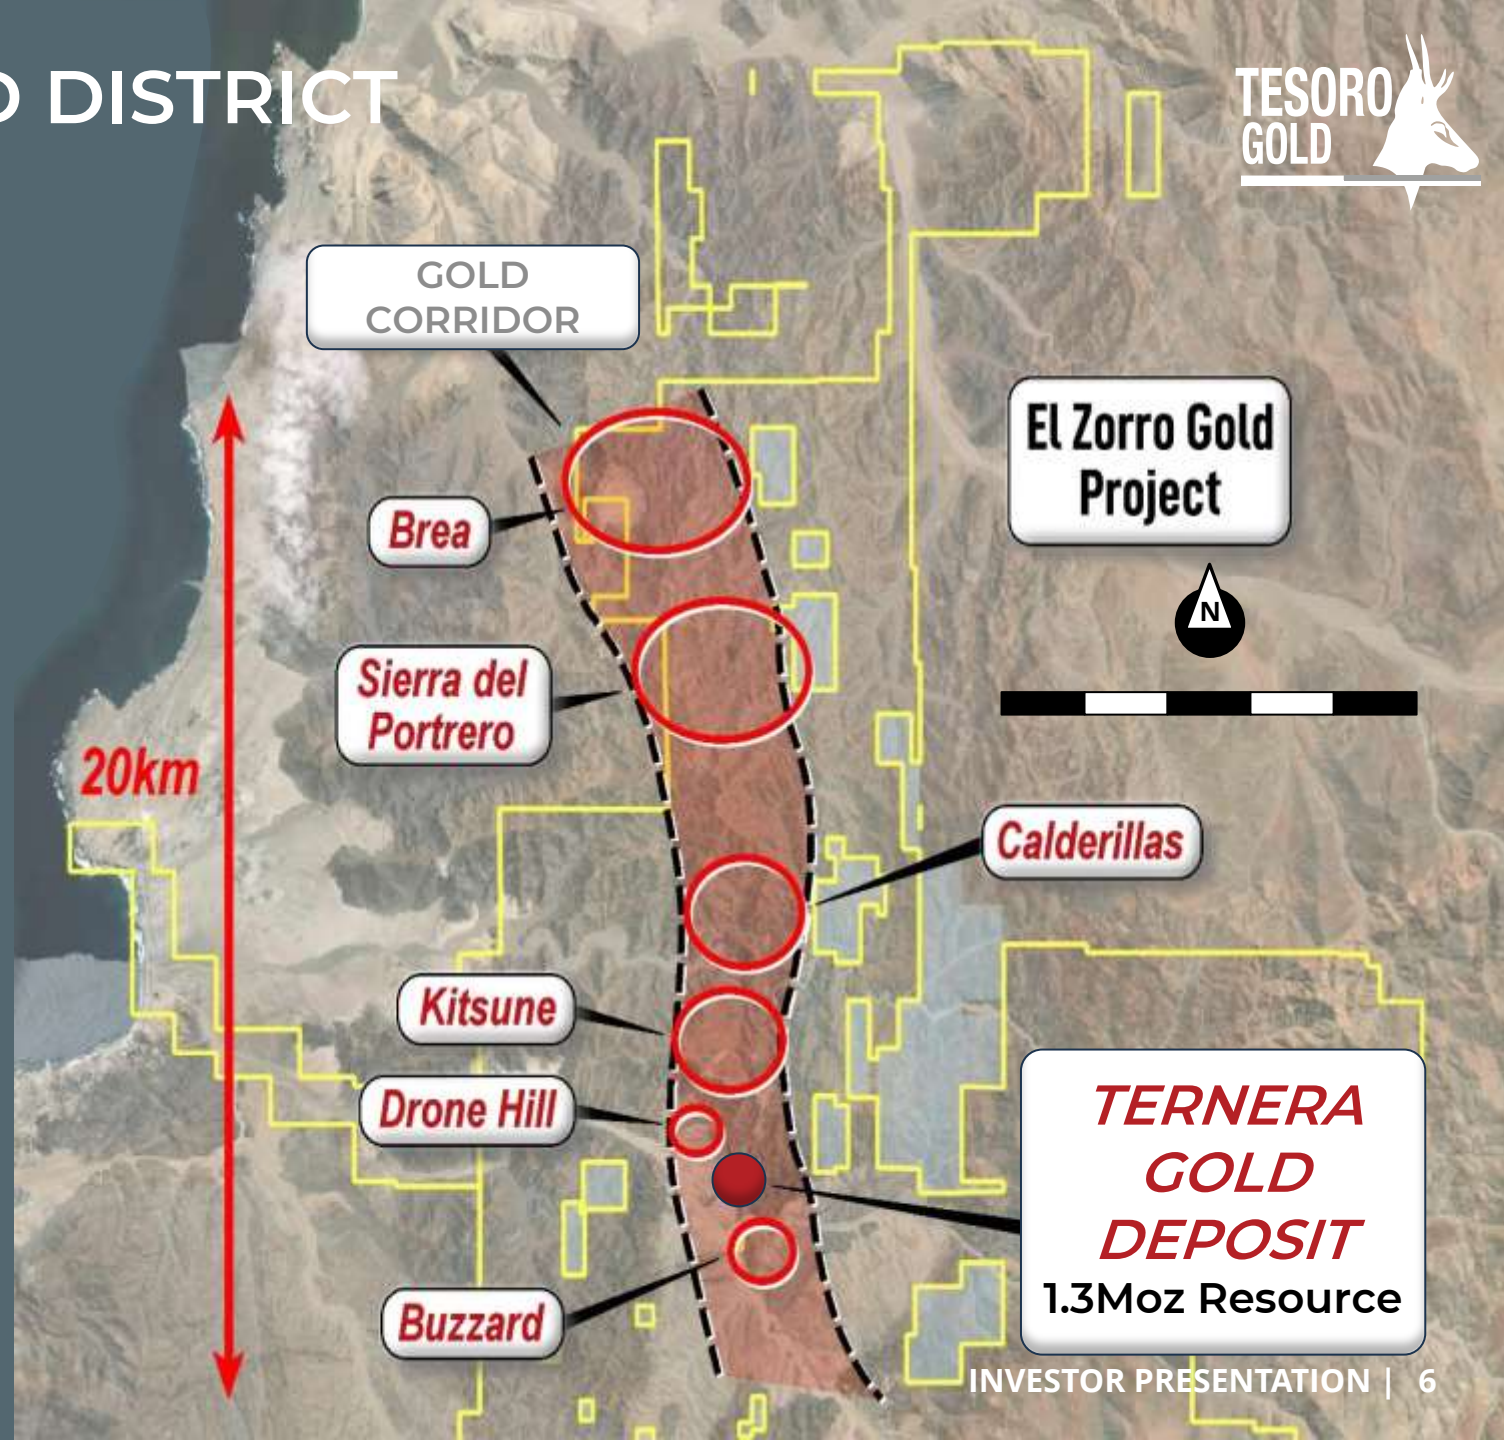 DISTRICT
TESORO
GOLD
GOLD
CORRIDOR
El Zorro Gold
Project
Brea
N
Sierra del
Portrero
20km
Calderillas
Kitsune
Drone Hill
TERNERA
GOLD
DEPOSIT
1.3Moz Resource
Buzzard
INVESTOR PRESENTATION | 6